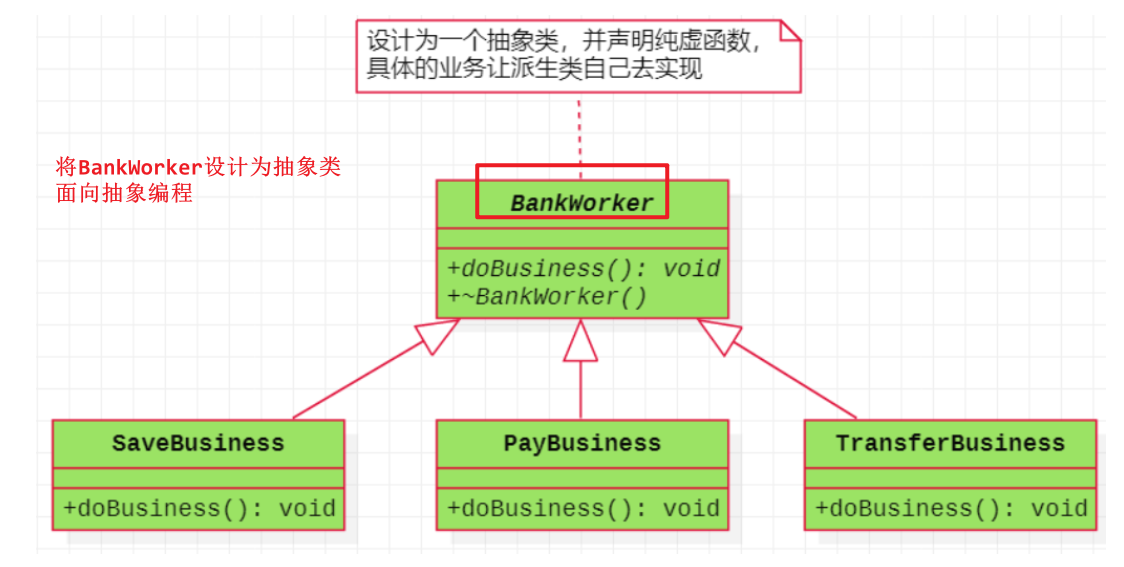 设计为一个抽象类，并声明纯虚函数，
具体的业务让派生类自己去实现
将BankWorker设计为抽象类
面向抽象编程
BankWorker
+doBusiness(): void
+~BankWorker()
SaveBusiness
+doBusiness(): void
PayBusiness
+doBusiness(): void
TransferBusiness
+doBusiness(): void